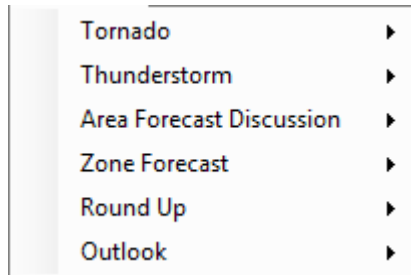 Tornado
Thunderstorm
Area Forecast Discussion
Zone Forecast
Round Up
Outlook